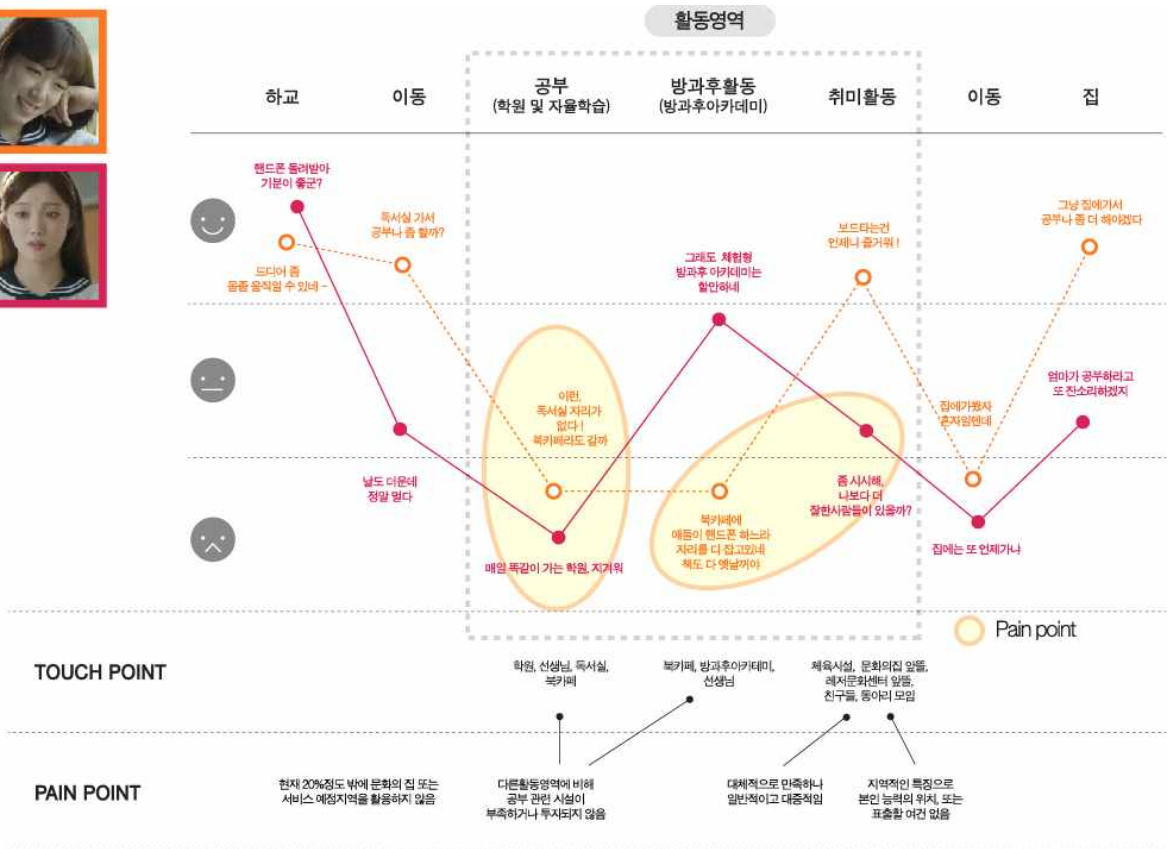 활동영역
하교
이동
공부
(학원 및 자율학습)
방과후활동
(방과후아카데미)
취미활동
이동
집
핸드폰 돌려받아
기분이 좋군?
드디어 좀
몸좀 움직일 수 있네 ~
독서실 가서
공부나 좀 할까?
날도 더운데
정말 멀다
이런,
독서실 자리가
없다 !
북카페라도 갈까
매일 똑같이 가는 학원, 지겨워
그래도 체험형
방과후 아카데미는
할만하네
북카페에
애들이 핸드폰 하느라
자리를 다 잡고있네
책도 다 옛날꺼야
보드타는건
언제나 즐거워 !
좀 시시해,
나보다 더
잘한사람들이 있을까?
집에가봤자
혼자일텐데
집에는 또 언제가나
그냥 집에가서
공부나 좀 더 해야겠다
엄마가 공부하라고
또 잔소리하겠지
Pain point
TOUCH POINT
학원, 선생님, 독서실,
북카페
북카페, 방과후아카데미,
선생님
체육시설, 문화의집 앞뜰,
레저문화센터 앞뜰,
친구들, 동아리 모임
PAIN POINT
현재 20%정도 밖에 문화의 집 또는
서비스 예정지역을 활용하지 않음
다른활동영역에 비해
공부 관련 시설이
부족하거나 투자되지 않음
대체적으로 만족하나
일반적이고 대중적임
지역적인 특징으로
본인 능력의 위치, 또는
표출할 여건 없음